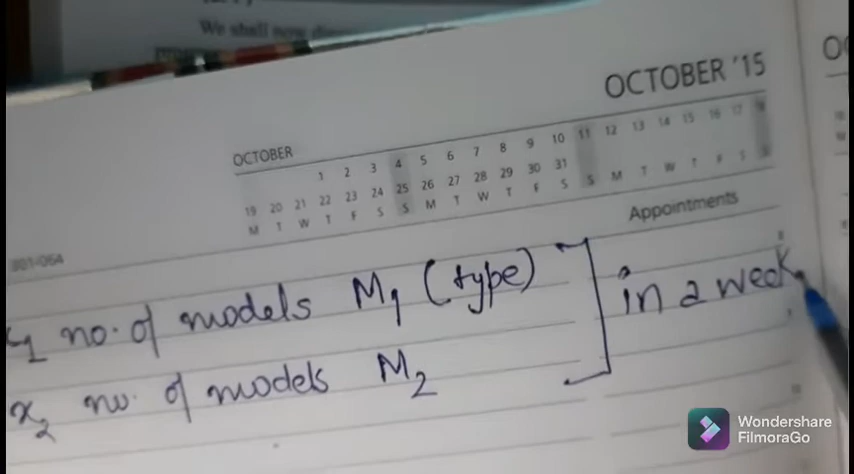 We shall now
OCTOBER '15
OCTOBER
1 2 3 4 5 6 7 8 9 10 11 12 13 14 15 16 17 18
19 20 21 22 23 24 25 26 27 28 29 30 31
M T W T F S S M T W T F S S M T W T F S S
Appointments
301-064
x1 no. of models M1 (type)
in a week
x2 no. of models M2
Wondershare
FilmoraGo